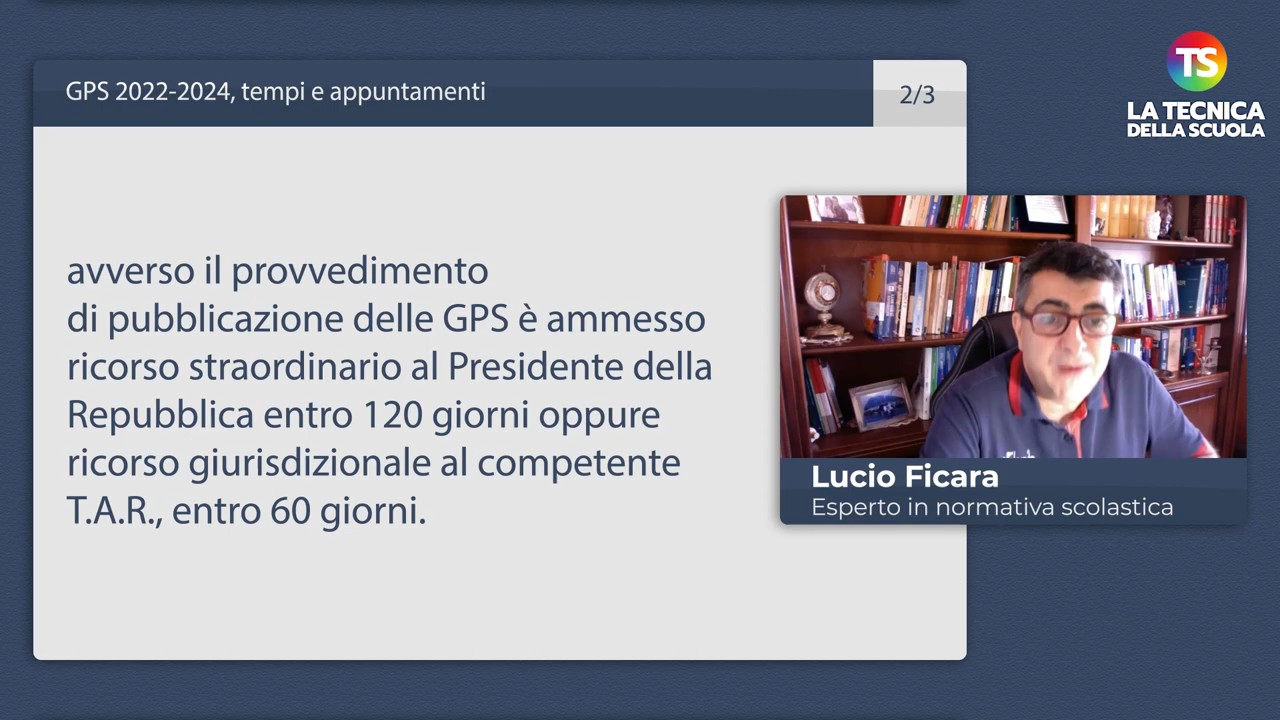 GPS 2022-2024, tempi e appuntamenti
2/3
TS
LA TECNICA
DELLA SCUOLA
avverso il provvedimento
di pubblicazione delle GPS è ammesso
ricorso straordinario al Presidente della
Repubblica entro 120 giorni oppure
ricorso giurisdizionale al competente
T.A.R., entro 60 giorni.
Lucio Ficara
Esperto in normativa scolastica